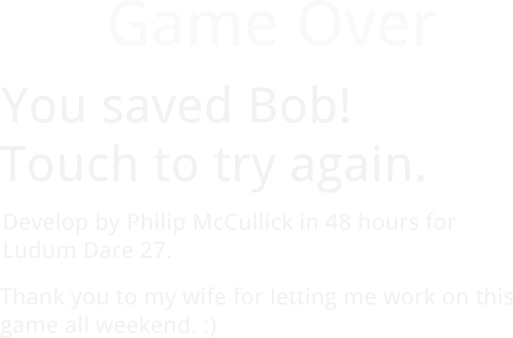 Game Over
You saved Bob!
Touch to try again.
Develop by Philip McCullick in 48 hours for
Ludum Dare 27.
Thank you to my wife for letting me work on this
game all weekend. :)